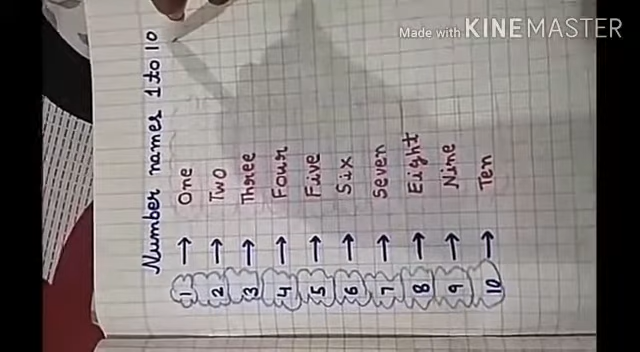 Made with KINEMASTER
Number names 1 to 10
1 → One
2 → Two
3 → Three
4 → Four
5 → Five
6 → Six
7 → Seven
8 → Eight
9 → Nine
10 → Ten